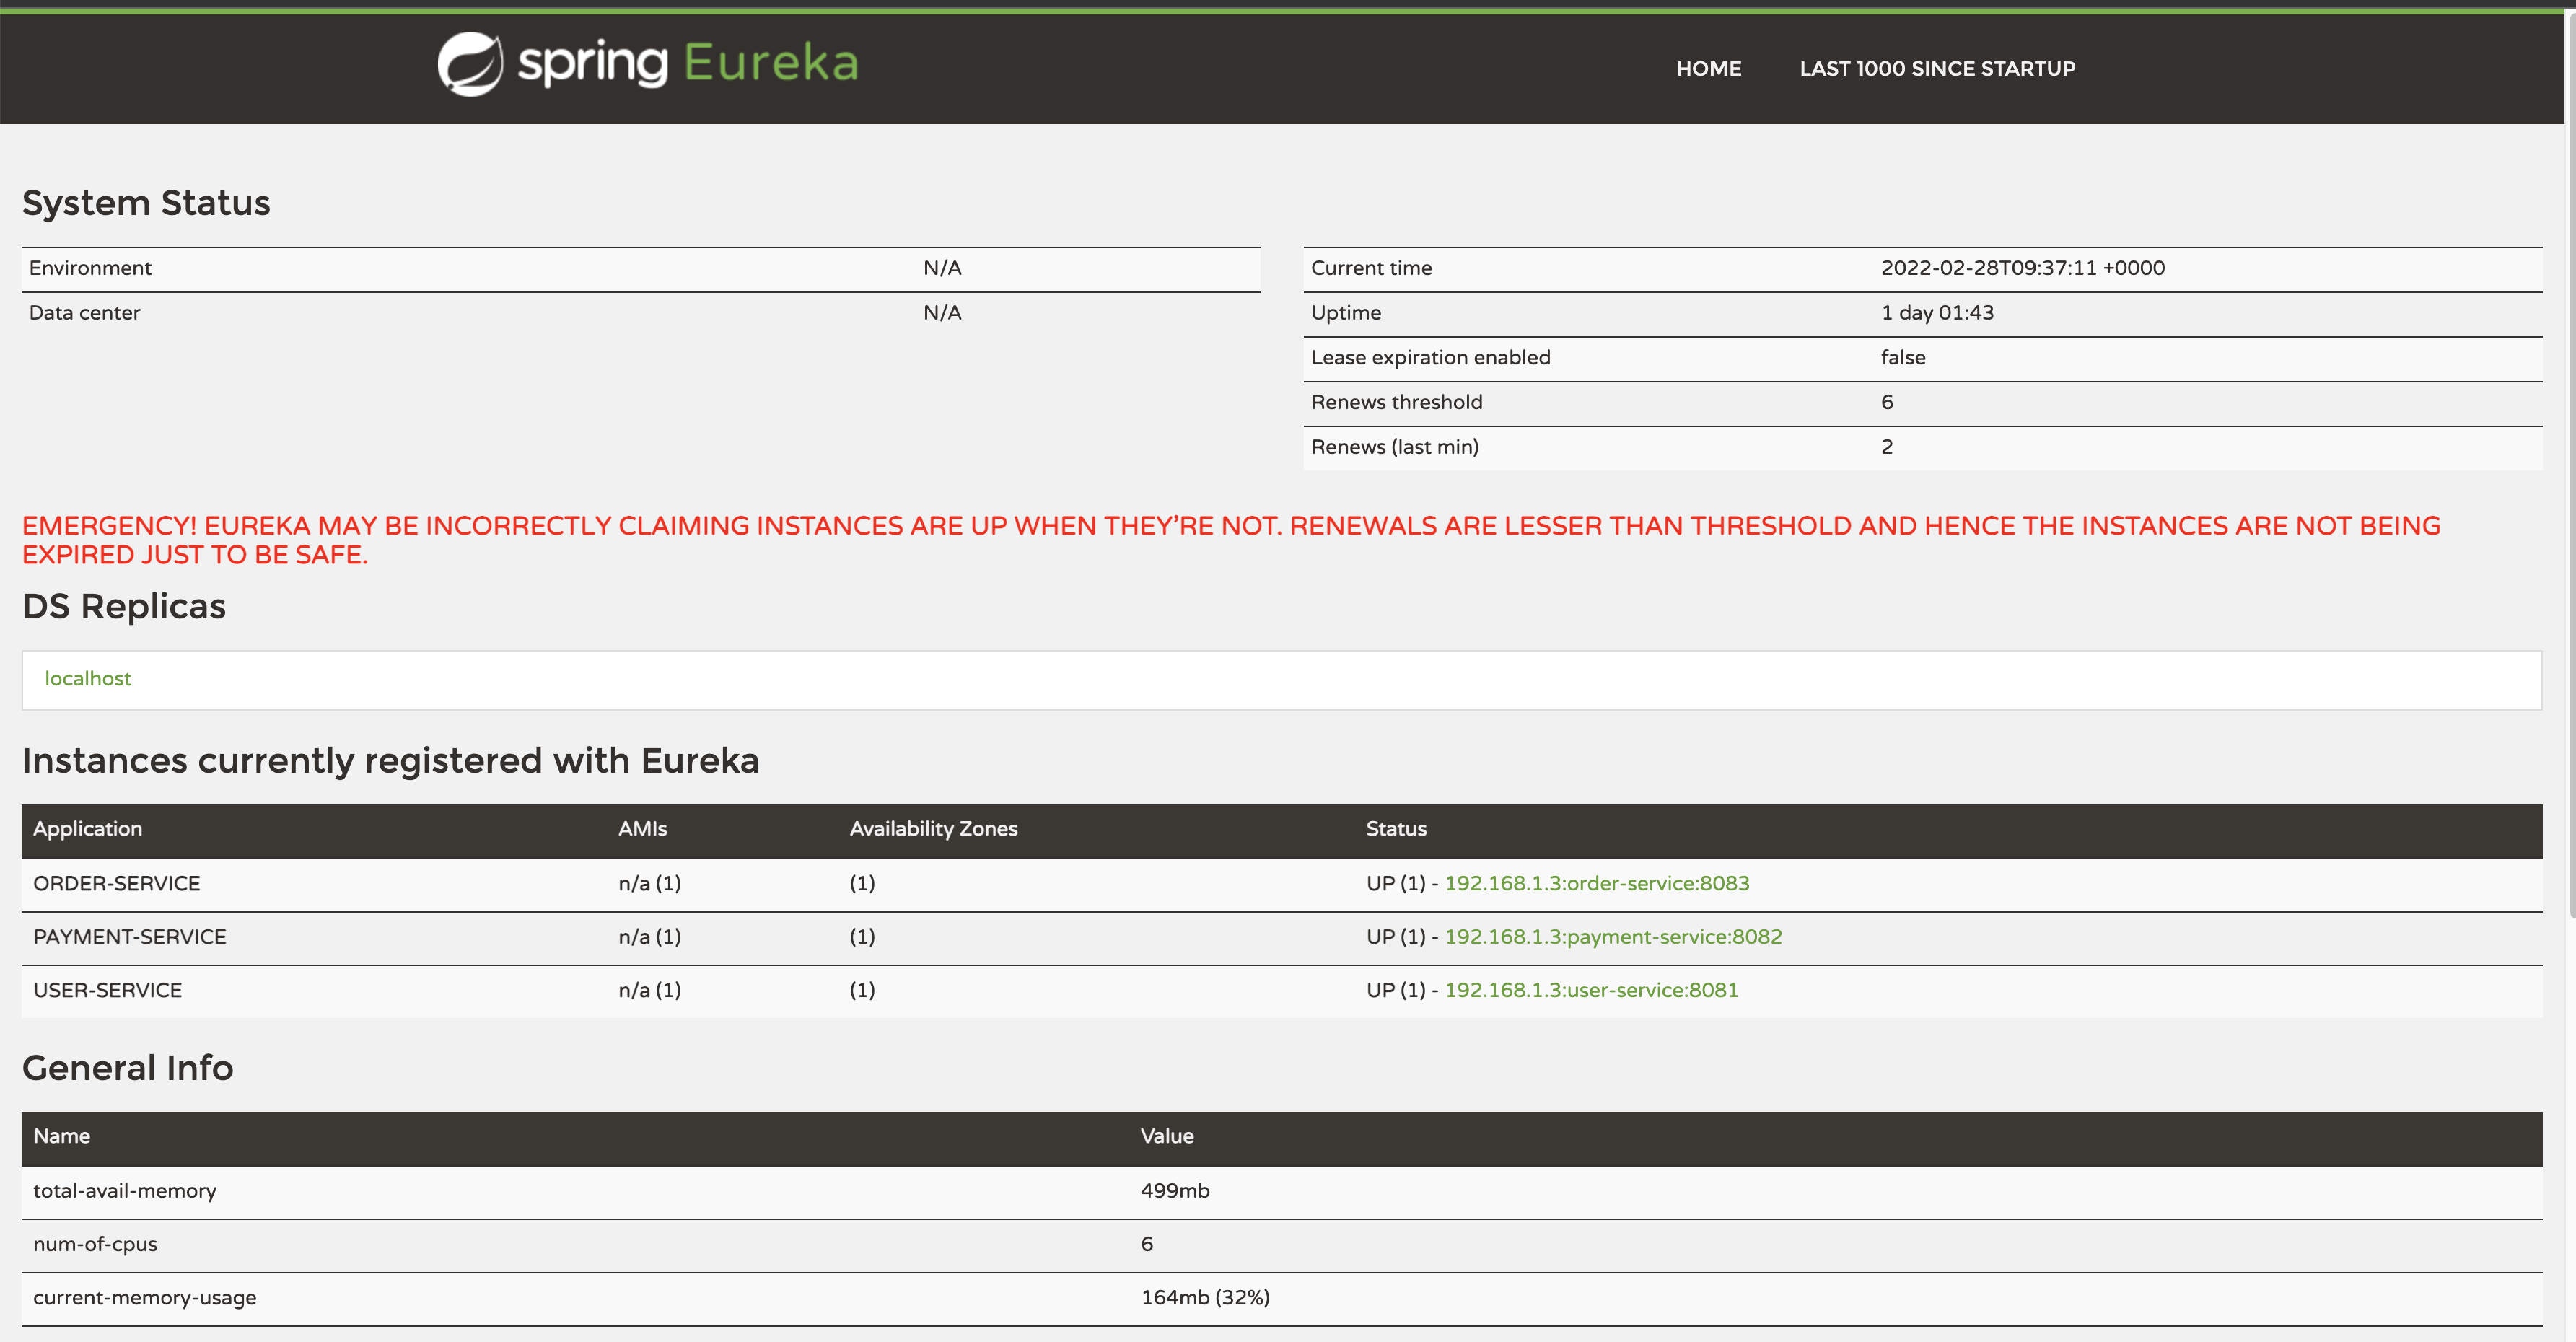 spring Eureka
HOME LAST 1000 SINCE STARTUP
System Status
Environment N/A
Data center N/A
Current time 2022-02-28T09:37:11 +0000
Uptime 1 day 01:43
Lease expiration enabled false
Renews threshold 6
Renews (last min) 2
EMERGENCY! EUREKA MAY BE INCORRECTLY CLAIMING INSTANCES ARE UP WHEN THEY’RE NOT. RENEWALS ARE LESSER THAN THRESHOLD AND HENCE THE INSTANCES ARE NOT BEING
EXPIRED JUST TO BE SAFE.
DS Replicas
localhost
Instances currently registered with Eureka
Application AMIs Availability Zones Status
ORDER-SERVICE n/a (1) (1) UP (1) - 192.168.1.3:order-service:8083
PAYMENT-SERVICE n/a (1) (1) UP (1) - 192.168.1.3:payment-service:8082
USER-SERVICE n/a (1) (1) UP (1) - 192.168.1.3:user-service:8081
General Info
Name Value
total-avail-memory 499mb
num-of-cpus 6
current-memory-usage 164mb (32%)